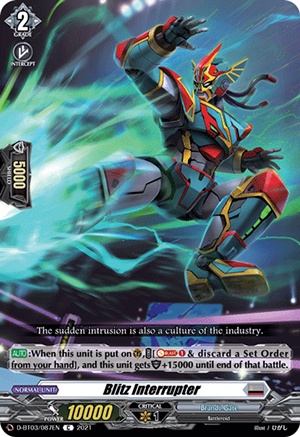 2
GRADE
INTERCEPT
5000
SHIELD
The sudden intrusion is also a culture of the industry.
AUTO:When this unit is put on, & discard a Set Order
from your hand], and this unit gets +15000 until end of that battle.
NORMAL UNIT
Blitz Interrupter
Power 10000
CRITICAL
1
Brandt Gate
Battleroid
D-BT03/087EN C 2021